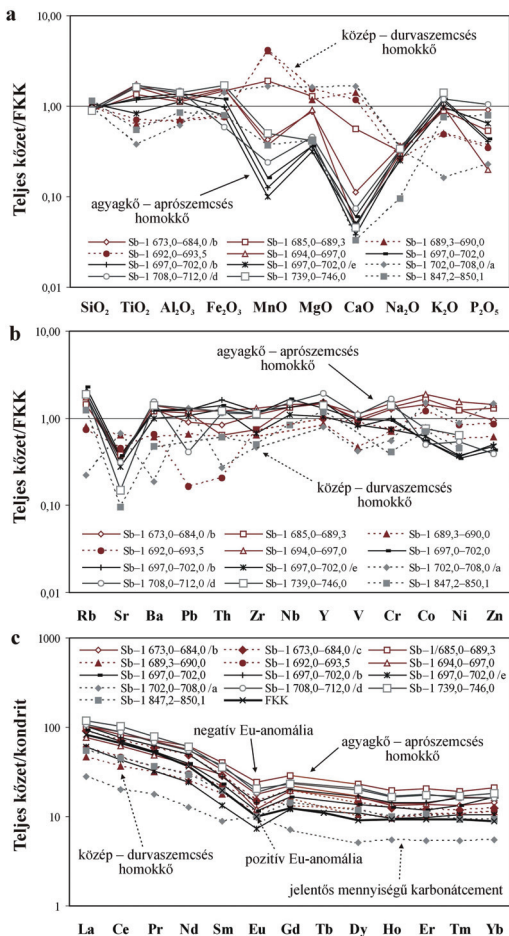 a
Teljes kőzet/FKK
10,00
1,00
0,10
0,01
közép – durvaszemcsés
homokkő
agyagkő – aprószemcsés
homokkő
Sb–1 673,0–684,0 /b
Sb–1 685,0–689,3
Sb–1 689,3–690,0
Sb–1 692,0–693,5
Sb–1 694,0–697,0
Sb–1 697,0–702,0
Sb–1 697,0–702,0 /b
Sb–1 697,0–702,0 /e
Sb–1 702,0–708,0 /a
Sb–1 708,0–712,0 /d
Sb–1 739,0–746,0
Sb–1 847,2–850,1
SiO₂ TiO₂ Al₂O₃ Fe₂O₃ MnO MgO CaO Na₂O K₂O P₂O₅
b
Teljes kőzet/FKK
10,00
1,00
0,10
0,01
agyagkő – aprószemcsés
homokkő
közép – durvaszemcsés
homokkő
Sb–1 673,0–684,0 /b
Sb–1 685,0–689,3
Sb–1 689,3–690,0
Sb–1 692,0–693,5
Sb–1 694,0–697,0
Sb–1 697,0–702,0
Sb–1 697,0–702,0 /b
Sb–1 697,0–702,0 /e
Sb–1 702,0–708,0 /a
Sb–1 708,0–712,0 /d
Sb–1 739,0–746,0
Sb–1 847,2–850,1
Rb Sr Ba Pb Th Zr Nb Y V Cr Co Ni Zn
c
Teljes kőzet/kondrit
1000
100
10
1
Sb–1 673,0–684,0 /b
Sb–1 673,0–684,0 /c
Sb–1/685,0–689,3
Sb–1 689,3–690,0
Sb–1 692,0–693,5
Sb–1 694,0–697,0
Sb–1 697,0–702,0
Sb–1 697,0–702,0 /b
Sb–1 697,0–702,0 /e
Sb–1 702,0–708,0 /a
Sb–1 708,0–712,0 /d
Sb–1 739,0–746,0
Sb–1 847,2–850,1
FKK
negatív Eu-anomália
agyagkő – aprószemcsés
homokkő
közép – durvaszemcsés
homokkő
pozitív Eu-anomália
jelentős mennyiségű karbonátcement
La Ce Pr Nd Sm Eu Gd Tb Dy Ho Er Tm Yb